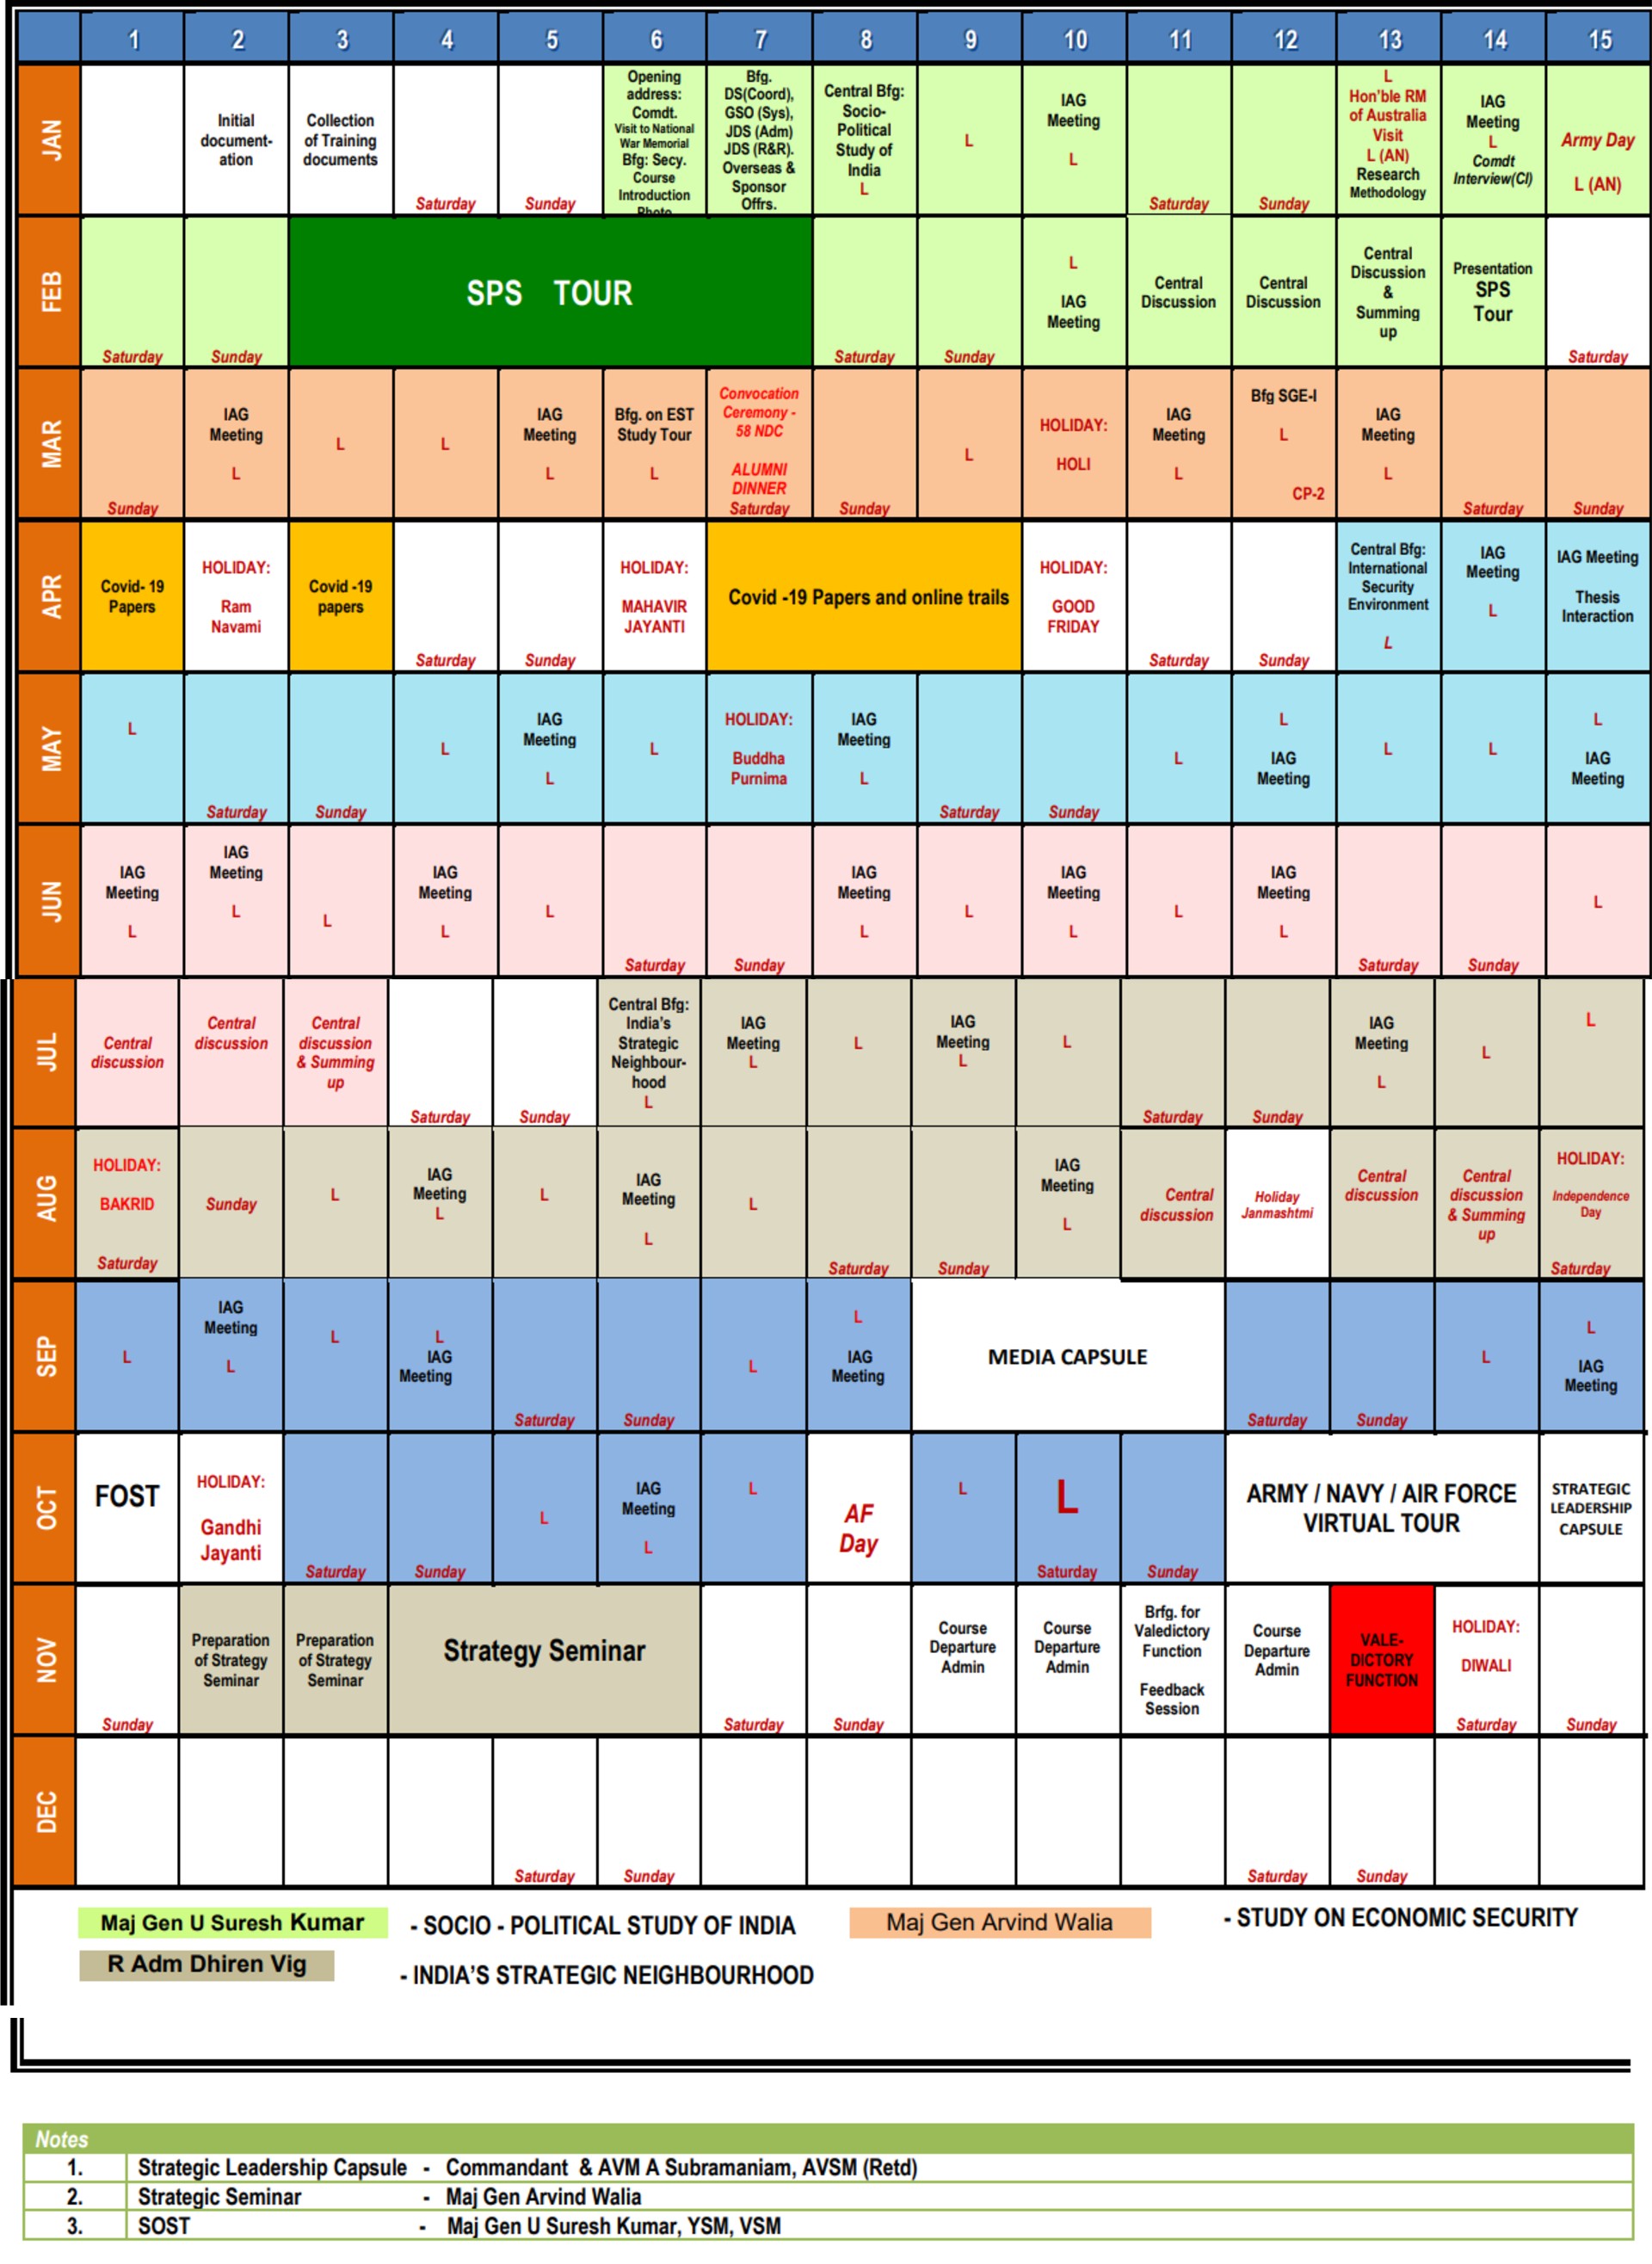 1 2 3 4 5 6 7 8 9 10 11 12 13 14 15
JAN
Initial
document-
ation
Collection
of Training
documents
Saturday
Sunday
Opening
address:
Comdt.
Visit to National
War Memorial
Bfg: Secy.
Course
Introduction
Photo
Bfg.
DS(Coord),
GSO (Sys),
JDS (Adm)
JDS (R&R).
Overseas &
Sponsor
Offrs.
Central Bfg:
Socio-
Political
Study of
India
L
L
IAG
Meeting
L
Saturday
Sunday
L
Hon'ble RM
of Australia
Visit
L (AN)
Research
Methodology
IAG
Meeting
L
Comdt
Interview(CI)
Army Day
L (AN)
FEB
Saturday
Sunday
SPS TOUR
Saturday
Sunday
L
IAG
Meeting
Central
Discussion
Central
Discussion
Central
Discussion
&
Summing
up
Presentation
SPS
Tour
Saturday
MAR
Sunday
IAG
Meeting
L
L
L
IAG
Meeting
L
Bfg. on EST
Study Tour
L
Convocation
Ceremony -
58 NDC
ALUMNI
DINNER
Saturday
Sunday
L
HOLIDAY:
HOLI
IAG
Meeting
L
Bfg SGE-I
L
CP-2
IAG
Meeting
L
Saturday
Sunday
APR
Covid- 19
Papers
HOLIDAY:
Ram
Navami
Covid -19
papers
Saturday
Sunday
HOLIDAY:
MAHAVIR
JAYANTI
Covid -19 Papers and online trails
HOLIDAY:
GOOD
FRIDAY
Saturday
Sunday
Central Bfg:
International
Security
Environment
L
IAG
Meeting
L
IAG Meeting
Thesis
Interaction
MAY
L
Saturday
Sunday
L
IAG
Meeting
L
L
HOLIDAY:
Buddha
Purnima
IAG
Meeting
L
Saturday
Sunday
L
L
IAG
Meeting
L
L
L
IAG
Meeting
JUN
IAG
Meeting
L
IAG
Meeting
L
L
IAG
Meeting
L
L
Saturday
Sunday
IAG
Meeting
L
L
IAG
Meeting
L
L
IAG
Meeting
L
Saturday
Sunday
L
JUL
Central
discussion
Central
discussion
Central
discussion
& Summing
up
Saturday
Sunday
Central Bfg:
India's
Strategic
Neighbour-
hood
L
IAG
Meeting
L
L
IAG
Meeting
L
L
Saturday
Sunday
IAG
Meeting
L
L
L
AUG
HOLIDAY:
BAKRID
Saturday
Sunday
L
IAG
Meeting
L
L
IAG
Meeting
L
L
Saturday
Sunday
IAG
Meeting
L
Central
discussion
Holiday
Janmashtmi
Central
discussion
Central
discussion
& Summing
up
HOLIDAY:
Independence
Day
Saturday
SEP
L
IAG
Meeting
L
L
L
IAG
Meeting
Saturday
Sunday
L
L
IAG
Meeting
MEDIA CAPSULE
Saturday
Sunday
L
L
IAG
Meeting
OCT
FOST
HOLIDAY:
Gandhi
Jayanti
Saturday
Sunday
L
IAG
Meeting
L
L
AF
Day
L
L
Saturday
Sunday
ARMY / NAVY / AIR FORCE
VIRTUAL TOUR
STRATEGIC
LEADERSHIP
CAPSULE
NOV
Sunday
Preparation
of Strategy
Seminar
Preparation
of Strategy
Seminar
Strategy Seminar
Saturday
Sunday
Course
Departure
Admin
Course
Departure
Admin
Brfg. for
Valedictory
Function
Feedback
Session
Course
Departure
Admin
VALE-
DICTORY
FUNCTION
HOLIDAY:
DIWALI
Saturday
Sunday
DEC
Saturday
Sunday
Saturday
Sunday
Maj Gen U Suresh Kumar - SOCIO - POLITICAL STUDY OF INDIA Maj Gen Arvind Walia - STUDY ON ECONOMIC SECURITY
R Adm Dhiren Vig - INDIA'S STRATEGIC NEIGHBOURHOOD
Notes
1. Strategic Leadership Capsule - Commandant & AVM A Subramaniam, AVSM (Retd)
2. Strategic Seminar - Maj Gen Arvind Walia
3. SOST - Maj Gen U Suresh Kumar, YSM, VSM